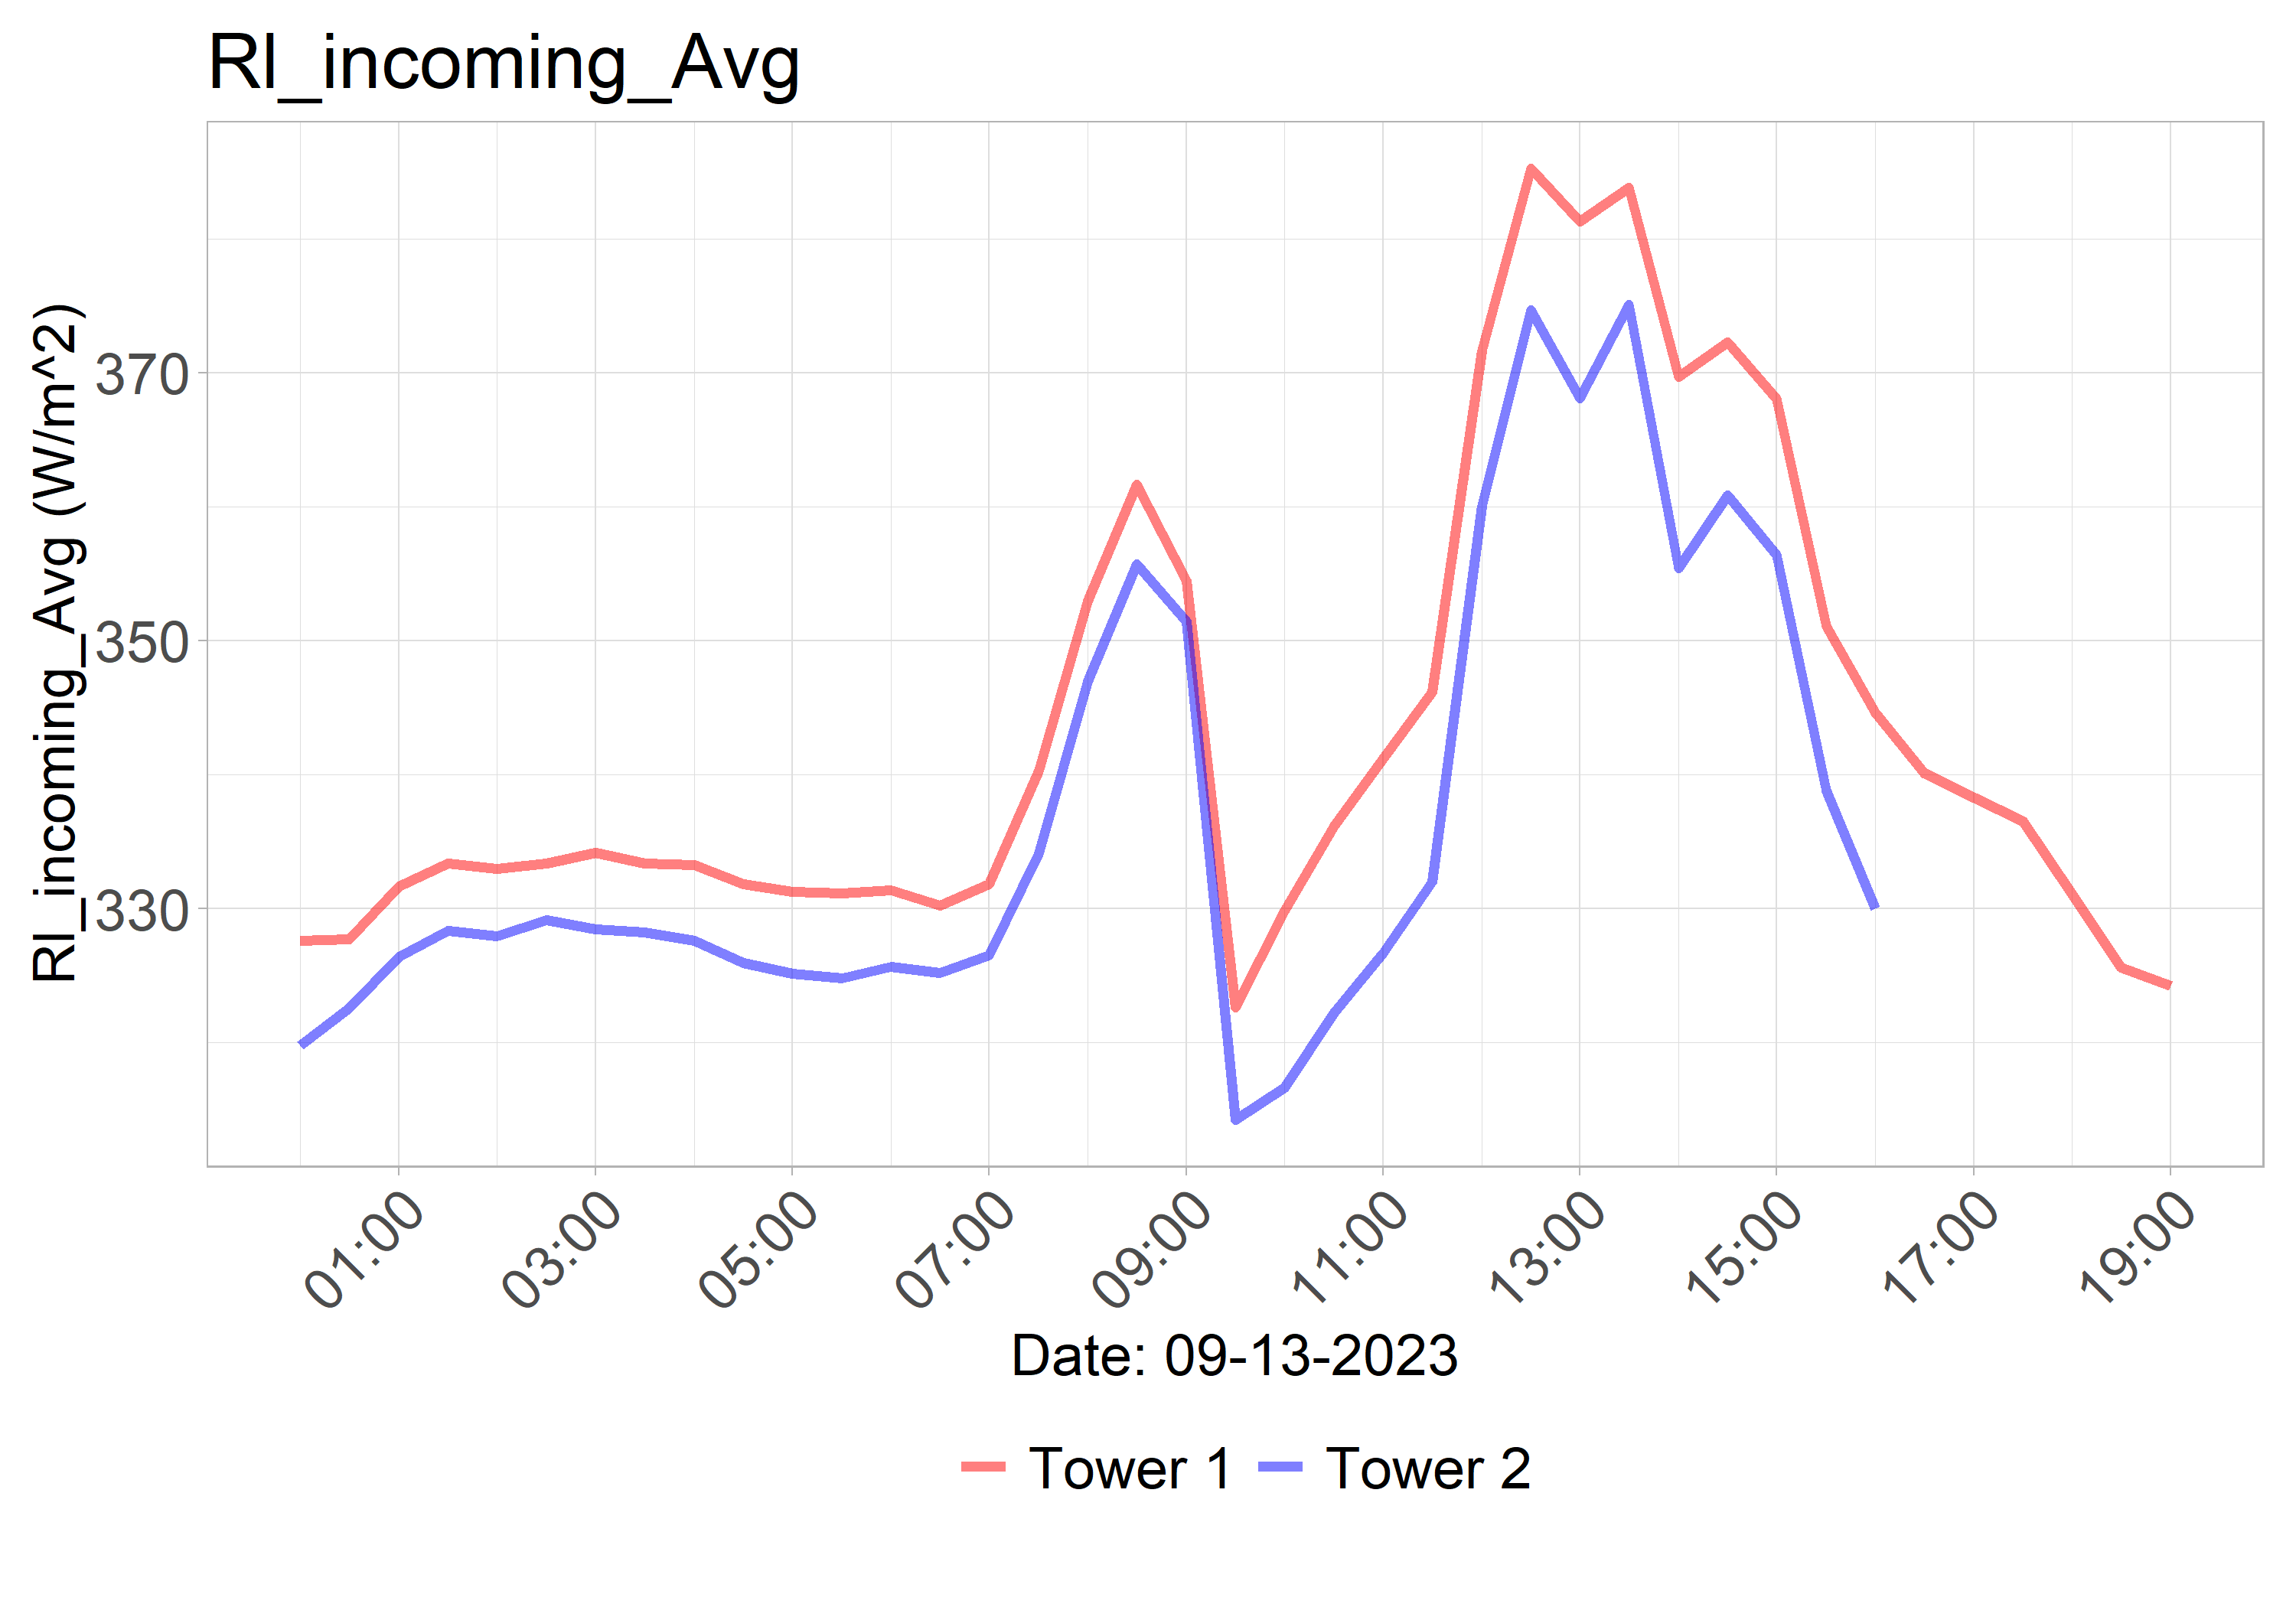 Rl_incoming_Avg
Rl_incoming_Avg (W/m^2)
370
350
330
01:00 03:00 05:00 07:00 09:00 11:00 13:00 15:00 17:00 19:00
Date: 09-13-2023
Tower 1 Tower 2